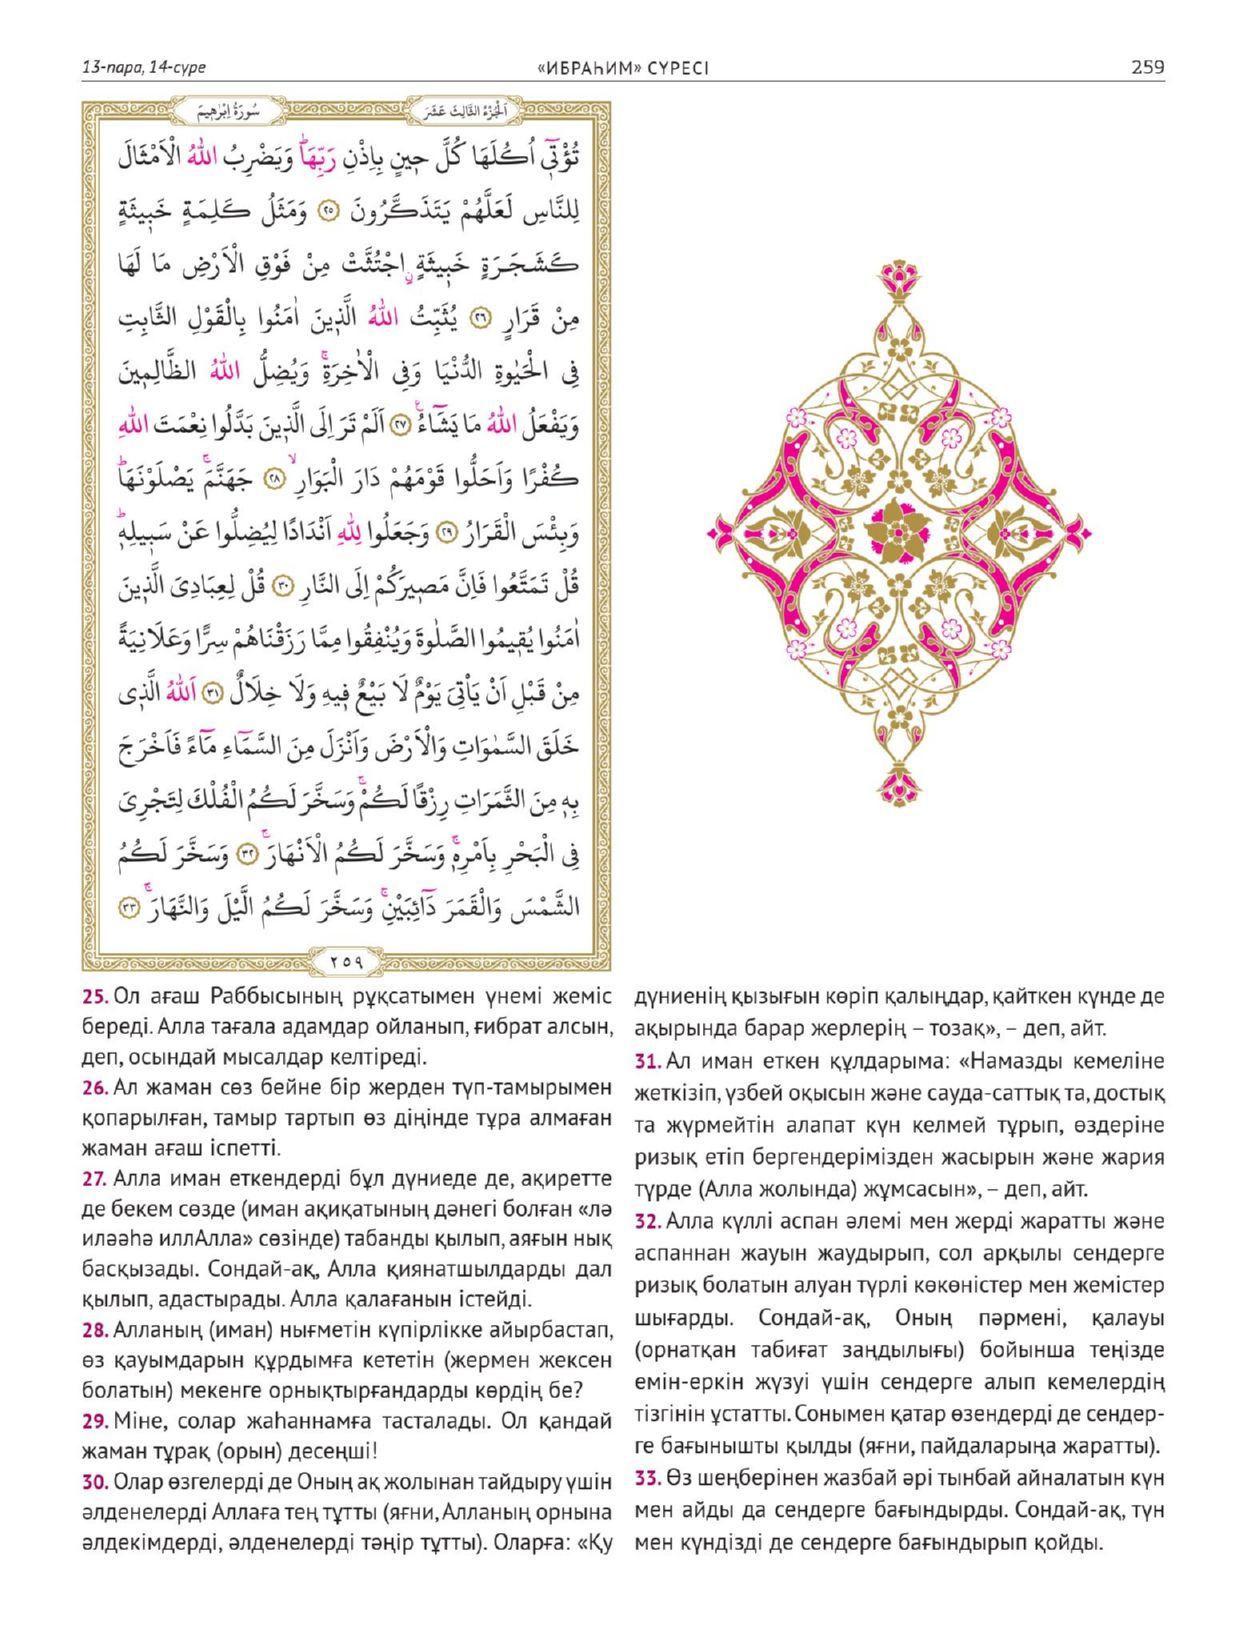 13-пара, 14-сүре
«ИБРАҺИМ» СҮРЕСІ
259
اَلْجُزْءُ الثَّالِثَ عَشَرَ
سُورَةُ اِبْرٰهٖيمَ
تُؤْتٖٓى اُكُلَهَا كُلَّ حٖينٍ بِاِذْنِ رَبِّهَاؕ وَيَضْرِبُ اللّٰهُ الْاَمْثَالَ
لِلنَّاسِ لَعَلَّهُمْ يَتَذَكَّرُونَ ﴿٢٥﴾ وَمَثَلُ كَلِمَةٍ خَبٖيثَةٍ
كَشَجَرَةٍ خَبٖيثَةٍۨ اجْتُثَّتْ مِنْ فَوْقِ الْاَرْضِ مَا لَهَا
مِنْ قَرَارٍ ﴿٢٦﴾ يُثَبِّتُ اللّٰهُ الَّذٖينَ اٰمَنُوا بِالْقَوْلِ الثَّابِتِ
فِى الْحَيٰوةِ الدُّنْيَا وَفِى الْاٰخِرَةِۚ وَيُضِلُّ اللّٰهُ الظَّالِمٖينَ
وَيَفْعَلُ اللّٰهُ مَا يَشَٓاءُࣖ ﴿٢٧﴾ اَلَمْ تَرَ اِلَى الَّذٖينَ بَدَّلُوا نِعْمَتَ اللّٰهِ
كُفْرًا وَاَحَلُّوا قَوْمَهُمْ دَارَ الْبَوَارِۙ ﴿٢٨﴾ جَهَنَّمَۚ يَصْلَوْنَهَاؕ
وَبِئْسَ الْقَرَارُ ﴿٢٩﴾ وَجَعَلُوا لِلّٰهِ اَنْدَادًا لِيُضِلُّوا عَنْ سَبٖيلِهٖؕ
قُلْ تَمَتَّعُوا فَاِنَّ مَصٖيرَكُمْ اِلَى النَّارِ ﴿٣٠﴾ قُلْ لِعِبَادِىَ الَّذٖينَ
اٰمَنُوا يُقٖيمُوا الصَّلٰوةَ وَيُنْفِقُوا مِمَّا رَزَقْنَاهُمْ سِرًّا وَعَلَانِيَةً
مِنْ قَبْلِ اَنْ يَأْتِىَ يَوْمٌ لَا بَيْعٌ فٖيهِ وَلَا خِلَالٌ ﴿٣١﴾ اَللّٰهُ الَّذٖى
خَلَقَ السَّمٰوَاتِ وَالْاَرْضَ وَاَنْزَلَ مِنَ السَّمَٓاءِ مَٓاءً فَاَخْرَجَ
بِهٖ مِنَ الثَّمَرَاتِ رِزْقًا لَكُمْۚ وَسَخَّرَ لَكُمُ الْفُلْكَ لِتَجْرِىَ
فِى الْبَحْرِ بِاَمْرِهٖۚ وَسَخَّرَ لَكُمُ الْاَنْهَارَۚ ﴿٣٢﴾ وَسَخَّرَ لَكُمُ
الشَّمْسَ وَالْقَمَرَ دَٓائِبَيْنِۚ وَسَخَّرَ لَكُمُ الَّيْلَ وَالنَّهَارَۚ ﴿٣٣﴾
٢٥٩
25. Ол ағаш Раббысының рұқсатымен үнемі жеміс
береді. Алла тағала адамдар ойланып, ғибрат алсын,
деп, осындай мысалдар келтіреді.
26. Ал жаман сөз бейне бір жерден түп-тамырымен
қопарылған, тамыр тартып өз діңінде тұра алмаған
жаман ағаш іспетті.
27. Алла иман еткендерді бұл дүниеде де, ақиретте
де бекем сөзде (иман ақиқатының дәнегі болған «лә
иләәһә иллАлла» сөзінде) табанды қылып, аяғын нық
басқызады. Сондай-ақ, Алла қиянатшылдарды дал
қылып, адастырады. Алла қалағанын істейді.
28. Алланың (иман) нығметін күпірлікке айырбастап,
өз қауымдарын құрдымға кететін (жермен жексен
болатын) мекенге орнықтырғандарды көрдің бе?
29. Міне, солар жаһаннамға тасталады. Ол қандай
жаман тұрақ (орын) десеңші!
30. Олар өзгелерді де Оның ақ жолынан тайдыру үшін
әлденелерді Аллаға тең тұтты (яғни, Алланың орнына
әлдекімдерді, әлденелерді тәңір тұтты). Оларға: «Қу
дүниенің қызығын көріп қалыңдар, қайткен күнде де
ақырында барар жерлерің – тозақ», – деп, айт.
31. Ал иман еткен құлдарыма: «Намазды кемеліне
жеткізіп, үзбей оқысын және сауда-саттық та, достық
та жүрмейтін алапат күн келмей тұрып, өздеріне
ризық етіп бергендерімізден жасырын және жария
түрде (Алла жолында) жұмсасын», – деп, айт.
32. Алла күллі аспан әлемі мен жерді жаратты және
аспаннан жауын жаудырып, сол арқылы сендерге
ризық болатын алуан түрлі көкөністер мен жемістер
шығарды. Сондай-ақ, Оның пәрмені, қалауы
(орнатқан табиғат заңдылығы) бойынша теңізде
емін-еркін жүзуі үшін сендерге алып кемелердің
тізгінін ұстатты. Сонымен қатар өзендерді де сендер-
ге бағынышты қылды (яғни, пайдаларыңа жаратты).
33. Өз шеңберінен жазбай әрі тынбай айналатын күн
мен айды да сендерге бағындырды. Сондай-ақ, түн
мен күндізді де сендерге бағындырып қойды.